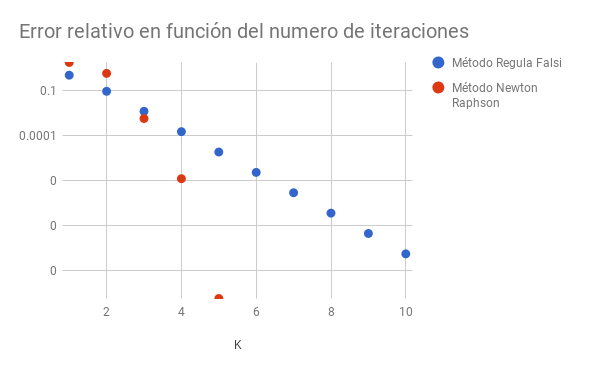 Error relativo en función del numero de iteraciones
Método Regula Falsi
Método Newton
Raphson
0.1
0.0001
0
0
0
2 4 6 8 10
K